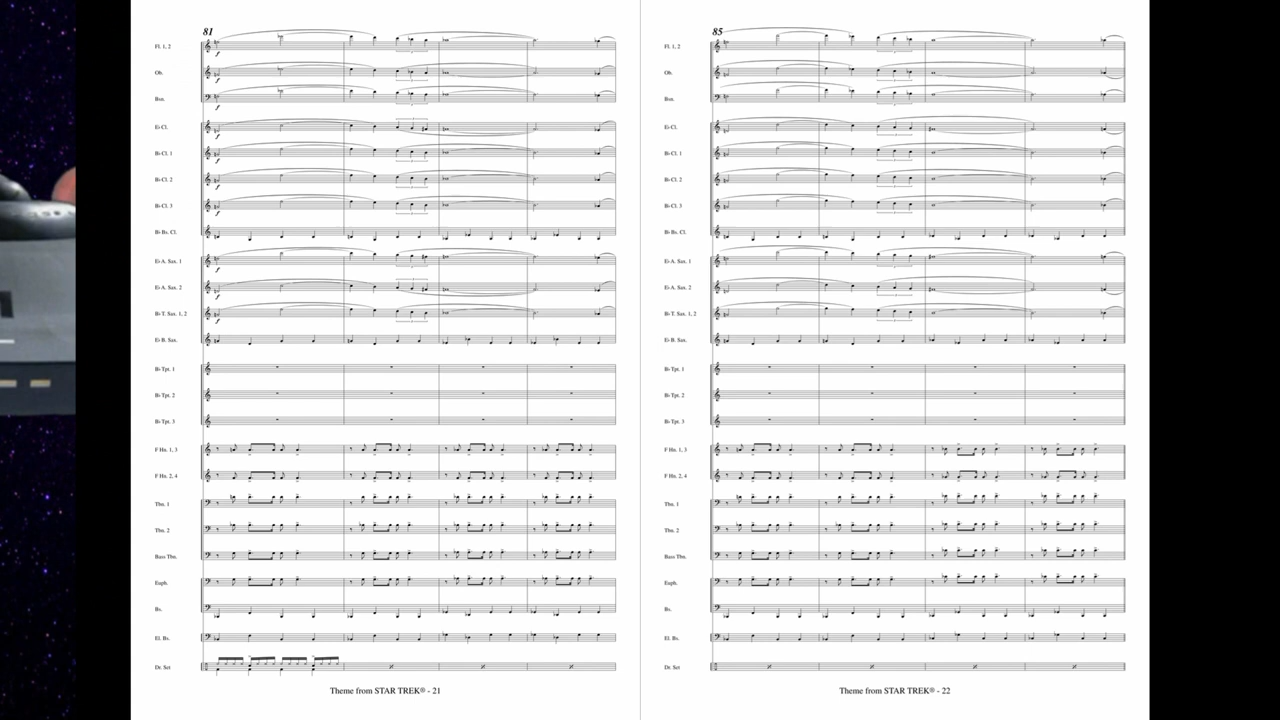 81
Fl. 1, 2
Ob.
Bsn.
E♭ Cl.
B♭ Cl. 1
B♭ Cl. 2
B♭ Cl. 3
B♭ Bs. Cl.
E♭ A. Sax. 1
E♭ A. Sax. 2
B♭ T. Sax. 1, 2
E♭ B. Sax.
B♭ Tpt. 1
B♭ Tpt. 2
B♭ Tpt. 3
F Hn. 1, 3
F Hn. 2, 4
Tbn. 1
Tbn. 2
Bass Tbn.
Euph.
Bs.
El. Bs.
Dr. Set
Theme from STAR TREK® - 21
85
Fl. 1, 2
Ob.
Bsn.
E♭ Cl.
B♭ Cl. 1
B♭ Cl. 2
B♭ Cl. 3
B♭ Bs. Cl.
E♭ A. Sax. 1
E♭ A. Sax. 2
B♭ T. Sax. 1, 2
E♭ B. Sax.
B♭ Tpt. 1
B♭ Tpt. 2
B♭ Tpt. 3
F Hn. 1, 3
F Hn. 2, 4
Tbn. 1
Tbn. 2
Bass Tbn.
Euph.
Bs.
El. Bs.
Dr. Set
Theme from STAR TREK® - 22